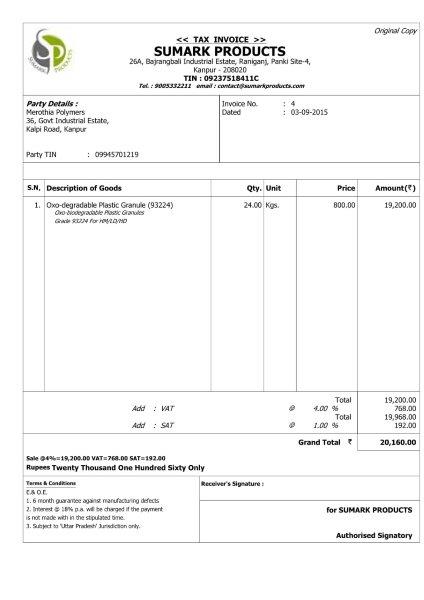 Original Copy
<< TAX INVOICE >>
SUMARK PRODUCTS
SUMARK PRODUCTS
26A, Bajrangbali Industrial Estate, Raniganj, Panki Site-4,
Kanpur - 208020
TIN : 09237518411C
Tel. : 9005332211 email : contact@sumarkproducts.com
Party Details :
Merothia Polymers
36, Govt Industrial Estate,
Kalpi Road, Kanpur
Party TIN : 09945701219
Invoice No. : 4
Dated : 03-09-2015
S.N. Description of Goods Qty. Unit Price Amount(₹)
1. Oxo-degradable Plastic Granule (93224) 24.00 Kgs. 800.00 19,200.00
Oxo-biodegradable Plastic Granules
Grade 93224 For HM/LD/HD
Total 19,200.00
Add : VAT @ 4.00 % 768.00
Total 19,968.00
Add : SAT @ 1.00 % 192.00
Grand Total ₹ 20,160.00
Sale @4%=19,200.00 VAT=768.00 SAT=192.00
Rupees Twenty Thousand One Hundred Sixty Only
Terms & Conditions
E.& O.E.
1. 6 month guarantee against manufacturing defects
2. Interest @ 18% p.a. will be charged if the payment
is not made with in the stipulated time.
3. Subject to 'Uttar Pradesh' Jurisdiction only.
Receiver's Signature :
for SUMARK PRODUCTS
Authorised Signatory